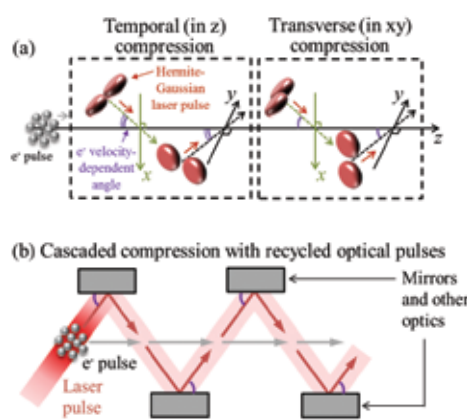 (a)
Temporal (in z)
compression
Transverse (in xy)
compression
Hermite-
Gaussian
laser pulse
y
y
z
e⁻ pulse
e⁻ velocity-
dependent
angle
x
x
(b) Cascaded compression with recycled optical pulses
Mirrors
and other
optics
e⁻ pulse
Laser
pulse